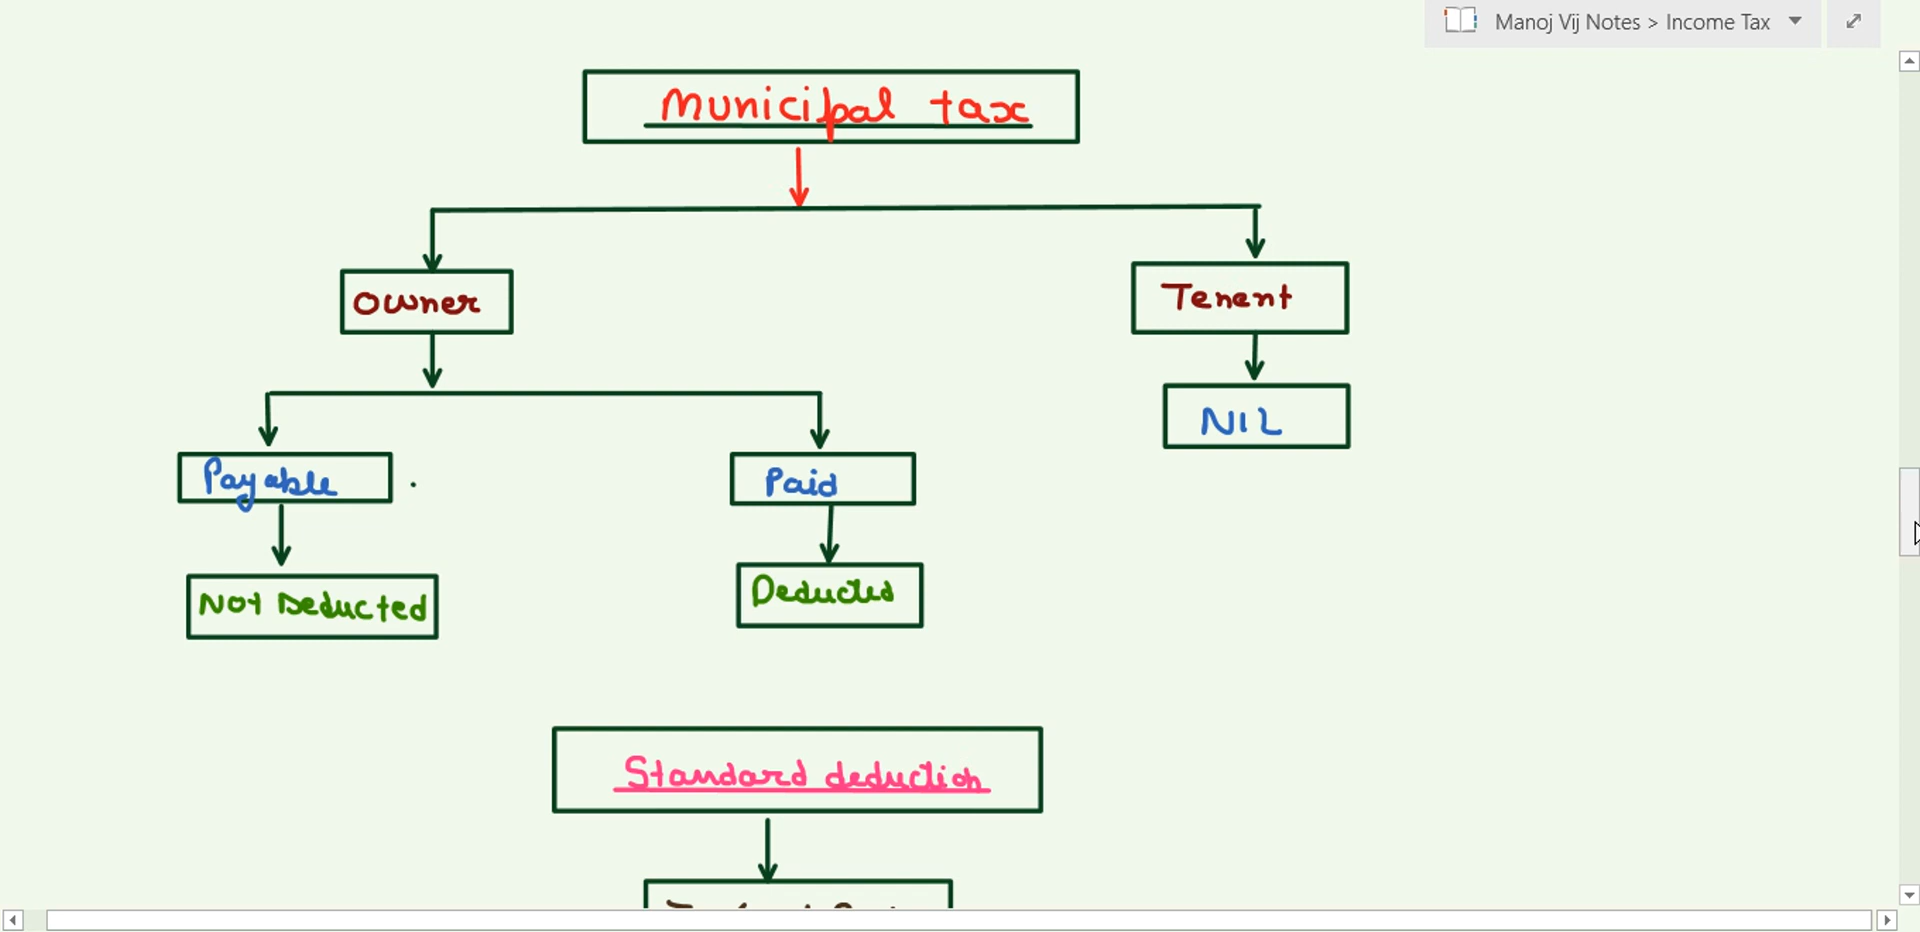 Manoj Vij Notes > Income Tax
Municipal tax
Owner
Tenent
NIL
Payable
Paid
Not Deducted
Deducted
Standard deduction